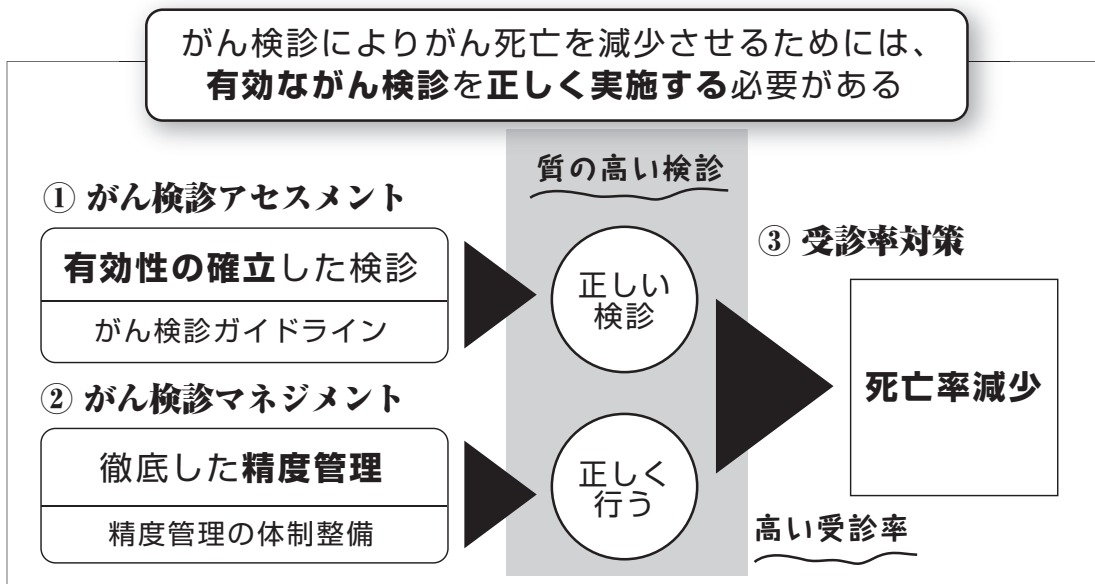 がん検診によりがん死亡を減少させるためには、
有効ながん検診を正しく実施する必要がある
質の高い検診
① がん検診アセスメント
有効性の確立した検診
がん検診ガイドライン
正しい
検診
② がん検診マネジメント
徹底した精度管理
精度管理の体制整備
正しく
行う
③ 受診率対策
死亡率減少
高い受診率